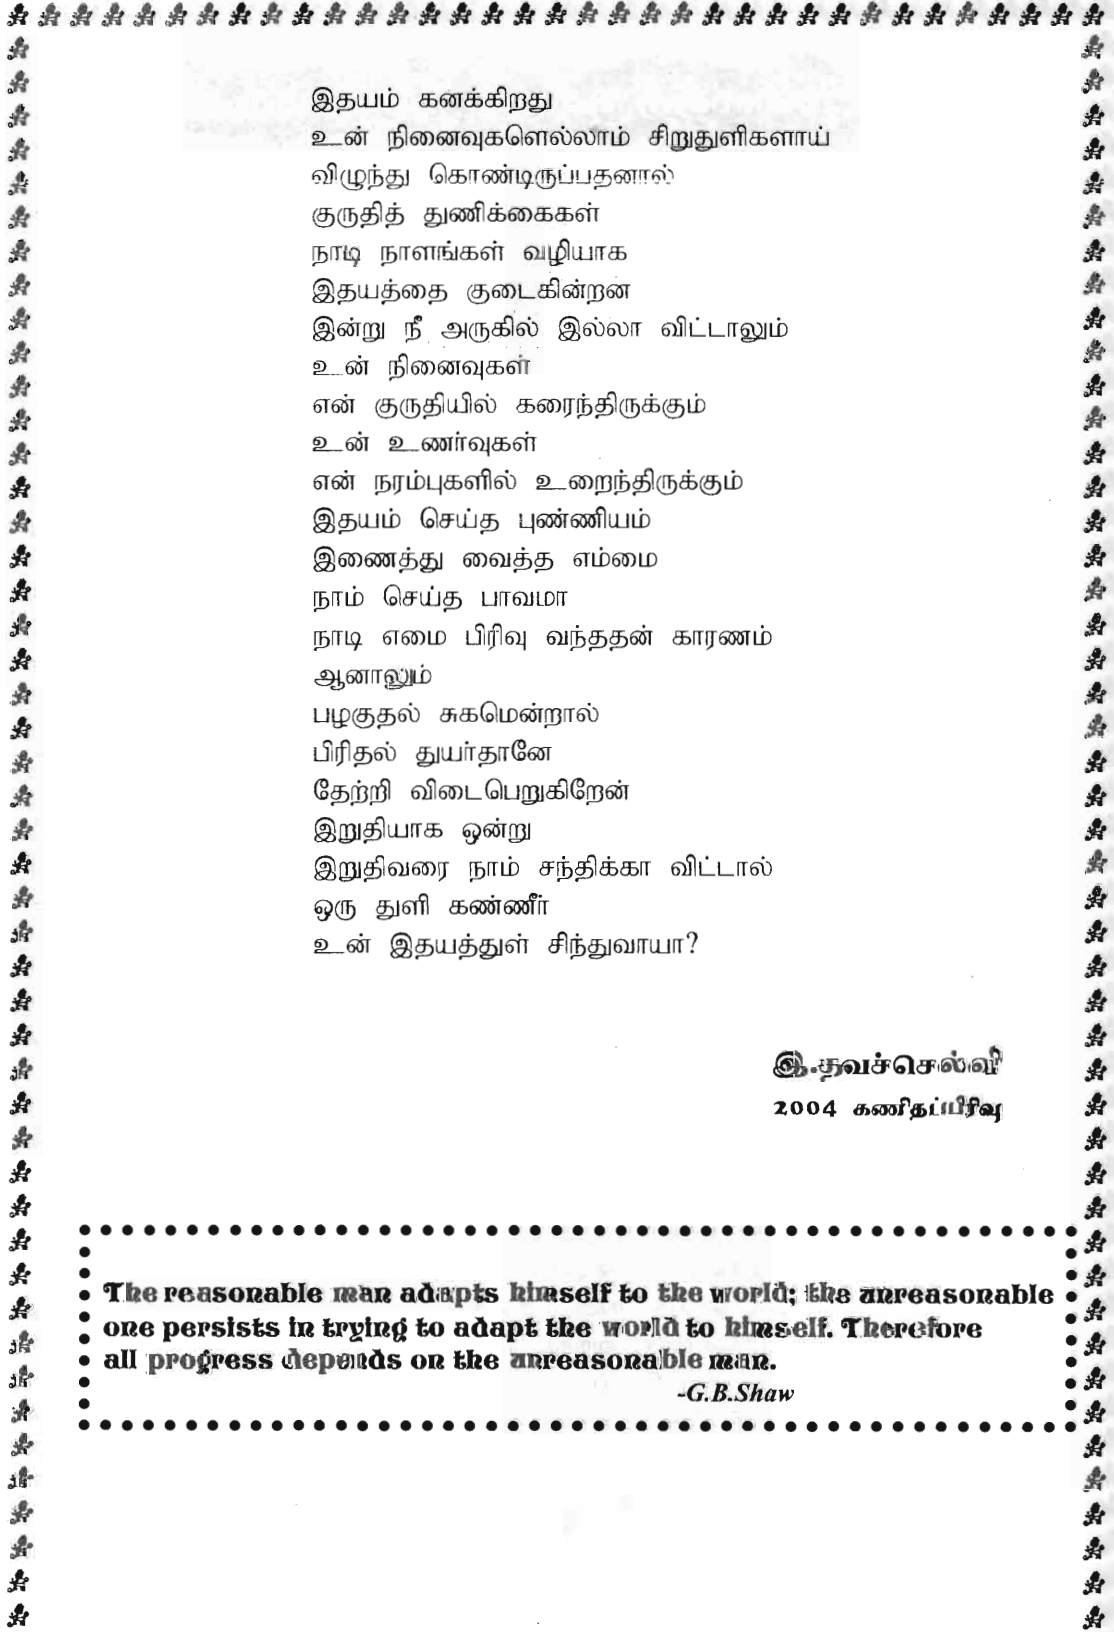 இதயம் கனக்கிறது
உன் நினைவுகளெல்லாம் சிறுதுளிகளாய்
விழுந்து கொண்டிருப்பதனால்
குருதித் துணிக்கைகள்
நாடி நாளங்கள் வழியாக
இதயத்தை குடைகின்றன
இன்று நீ அருகில் இல்லா விட்டாலும்
உன் நினைவுகள்
என் குருதியில் கரைந்திருக்கும்
உன் உணர்வுகள்
என் நரம்புகளில் உறைந்திருக்கும்
இதயம் செய்த புண்ணியம்
இணைத்து வைத்த எம்மை
நாம் செய்த பாவமா
நாடி எமை பிரிவு வந்ததன் காரணம்
ஆனாலும்
பழகுதல் சுகமென்றால்
பிரிதல் துயர்தானே
தேற்றி விடைபெறுகிறேன்
இறுதியாக ஒன்று
இறுதிவரை நாம் சந்திக்கா விட்டால்
ஒரு துளி கண்ணீர்
உன் இதயத்துள் சிந்துவாயா?
இ.தவச்செல்வி
2004 கணிதப்பிரிவு
The reasonable man adapts himself to the world; the unreasonable
one persists in trying to adapt the world to himself. Therefore
all progress depends on the unreasonable man.
-G.B.Shaw